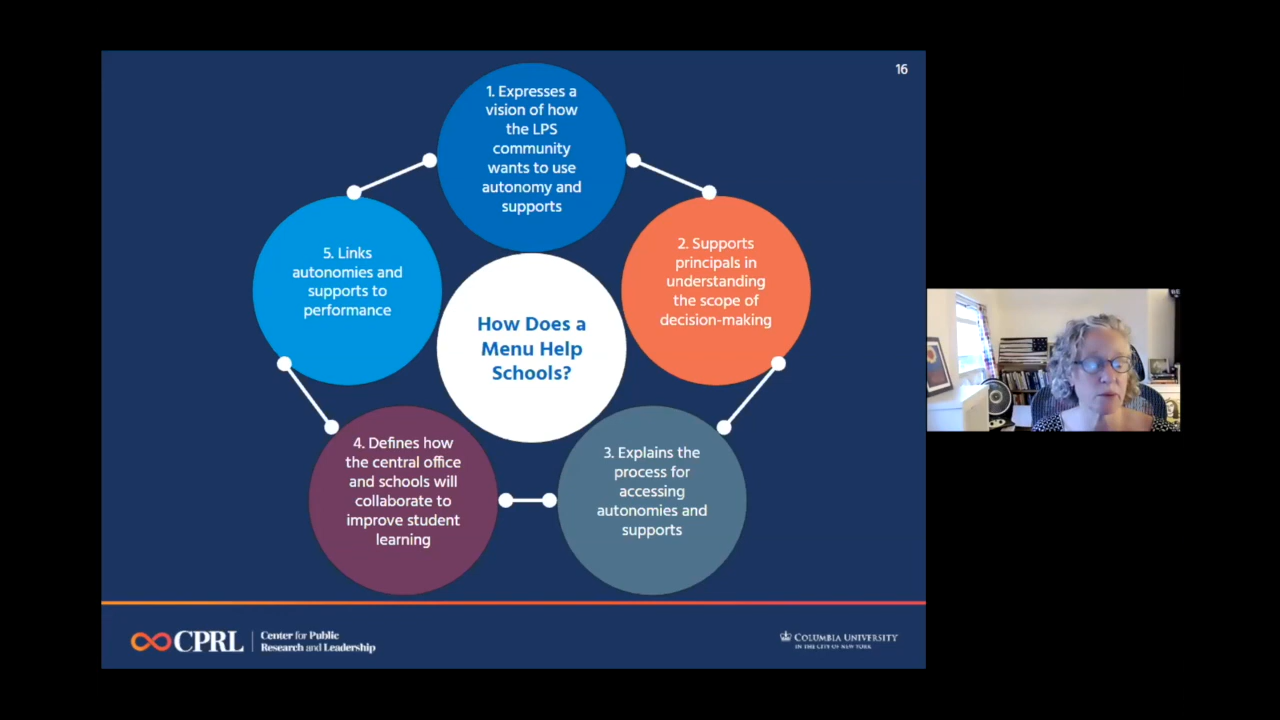 16
1. Expresses a
vision of how
the LPS
community
wants to use
autonomy and
supports
2. Supports
principals in
understanding
the scope of
decision-making
3. Explains the
process for
accessing
autonomies and
supports
4. Defines how
the central office
and schools will
collaborate to
improve student
learning
5. Links
autonomies and
supports to
performance
How Does a
Menu Help
Schools?
CPRL
Center for Public
Research and Leadership
COLUMBIA UNIVERSITY
IN THE CITY OF NEW YORK